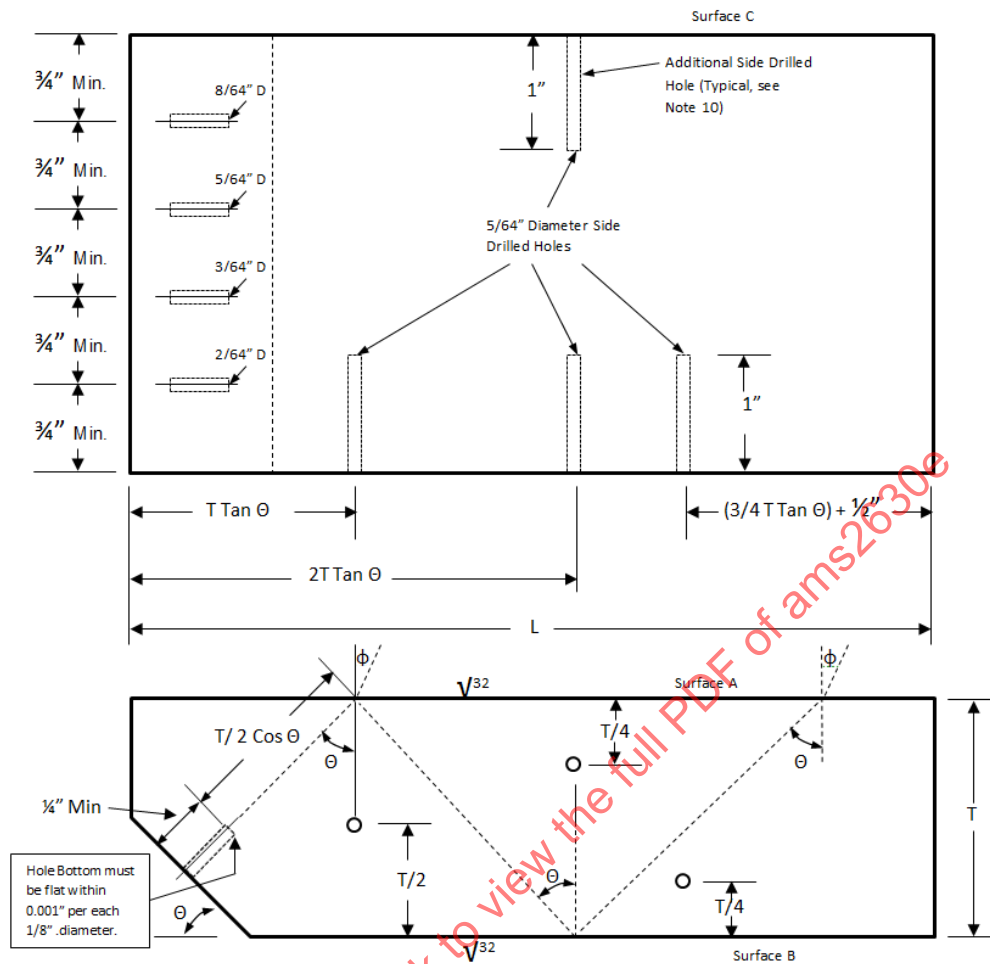 Surface C
¾” Min.
8/64” D
1”
Additional Side Drilled
Hole (Typical, see
Note 10)
¾” Min.
5/64” D
5/64” Diameter Side
Drilled Holes
¾” Min.
3/64” D
¾” Min.
2/64” D
¾” Min.
1”
T Tan Θ
(3/4 T Tan Θ) + ½”
2T Tan Θ
L
ϕ
ϕ
√32
Surface A
T/ 2 Cos Θ
Θ
T/4
Θ
¼” Min
T
T/2
Θ
T/4
Hole Bottom must
be flat within
0.001” per each
1/8” .diameter.
Θ
√32
Surface B
k to view the full PDF of ams2630e